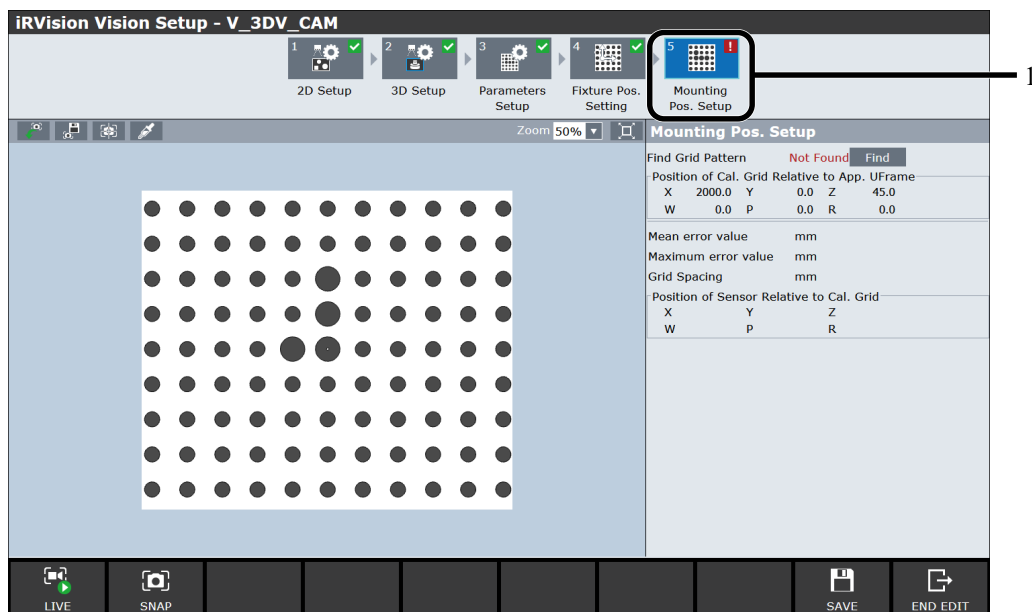 iRVision Vision Setup - V_3DV_CAM
1 2 3 4 5 !
2D Setup 3D Setup Parameters Setup Fixture Pos. Setting Mounting Pos. Setup
1
Zoom 50%
Mounting Pos. Setup
Find Grid Pattern Not Found Find
Position of Cal. Grid Relative to App. UFrame
X 2000.0 Y 0.0 Z 45.0
W 0.0 P 0.0 R 0.0
Mean error value mm
Maximum error value mm
Grid Spacing mm
Position of Sensor Relative to Cal. Grid
X Y Z
W P R
LIVE SNAP SAVE END EDIT